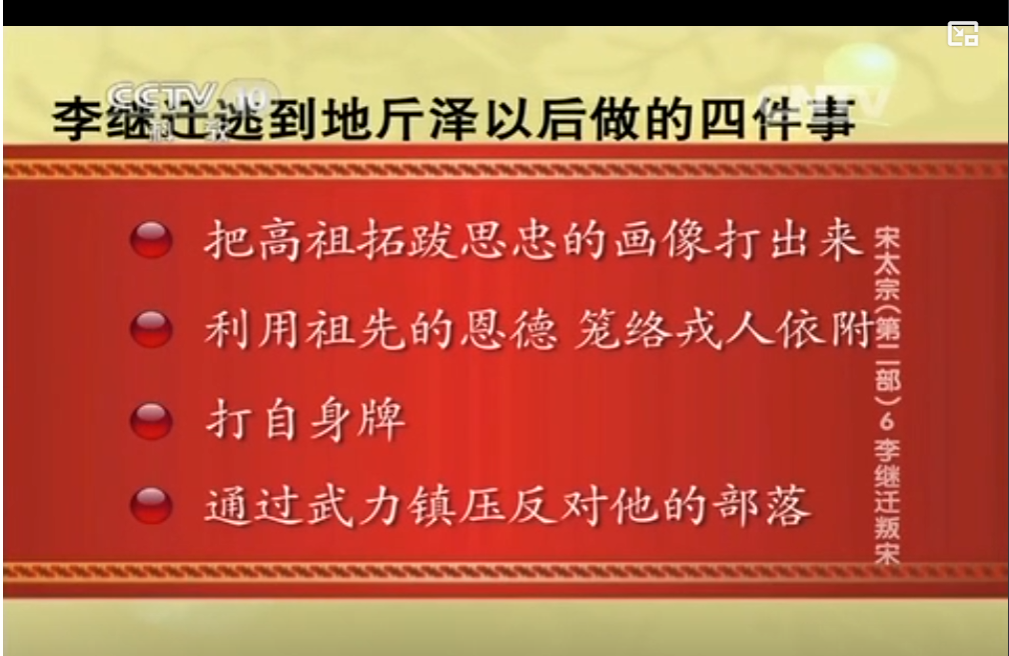 CCTV 10
科教
CNTV
李继迁逃到地斤泽以后做的四件事
把高祖拓跋思忠的画像打出来
利用祖先的恩德 笼络戎人依附
打自身牌
通过武力镇压反对他的部落
宋太宗(第二部)6 李继迁叛宋